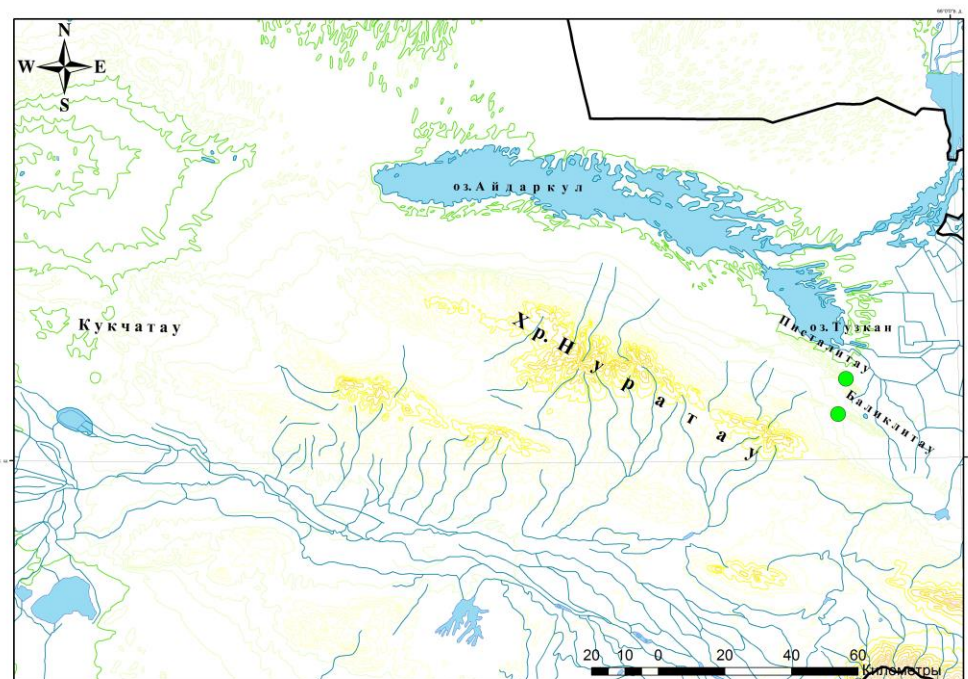 N
W E
S
оз.Айдаркул
Кукчатау
Хр. Нуратау
оз.Тузкан
Писталитау
Баликлитау
20 10 0 20 40 60
Километры